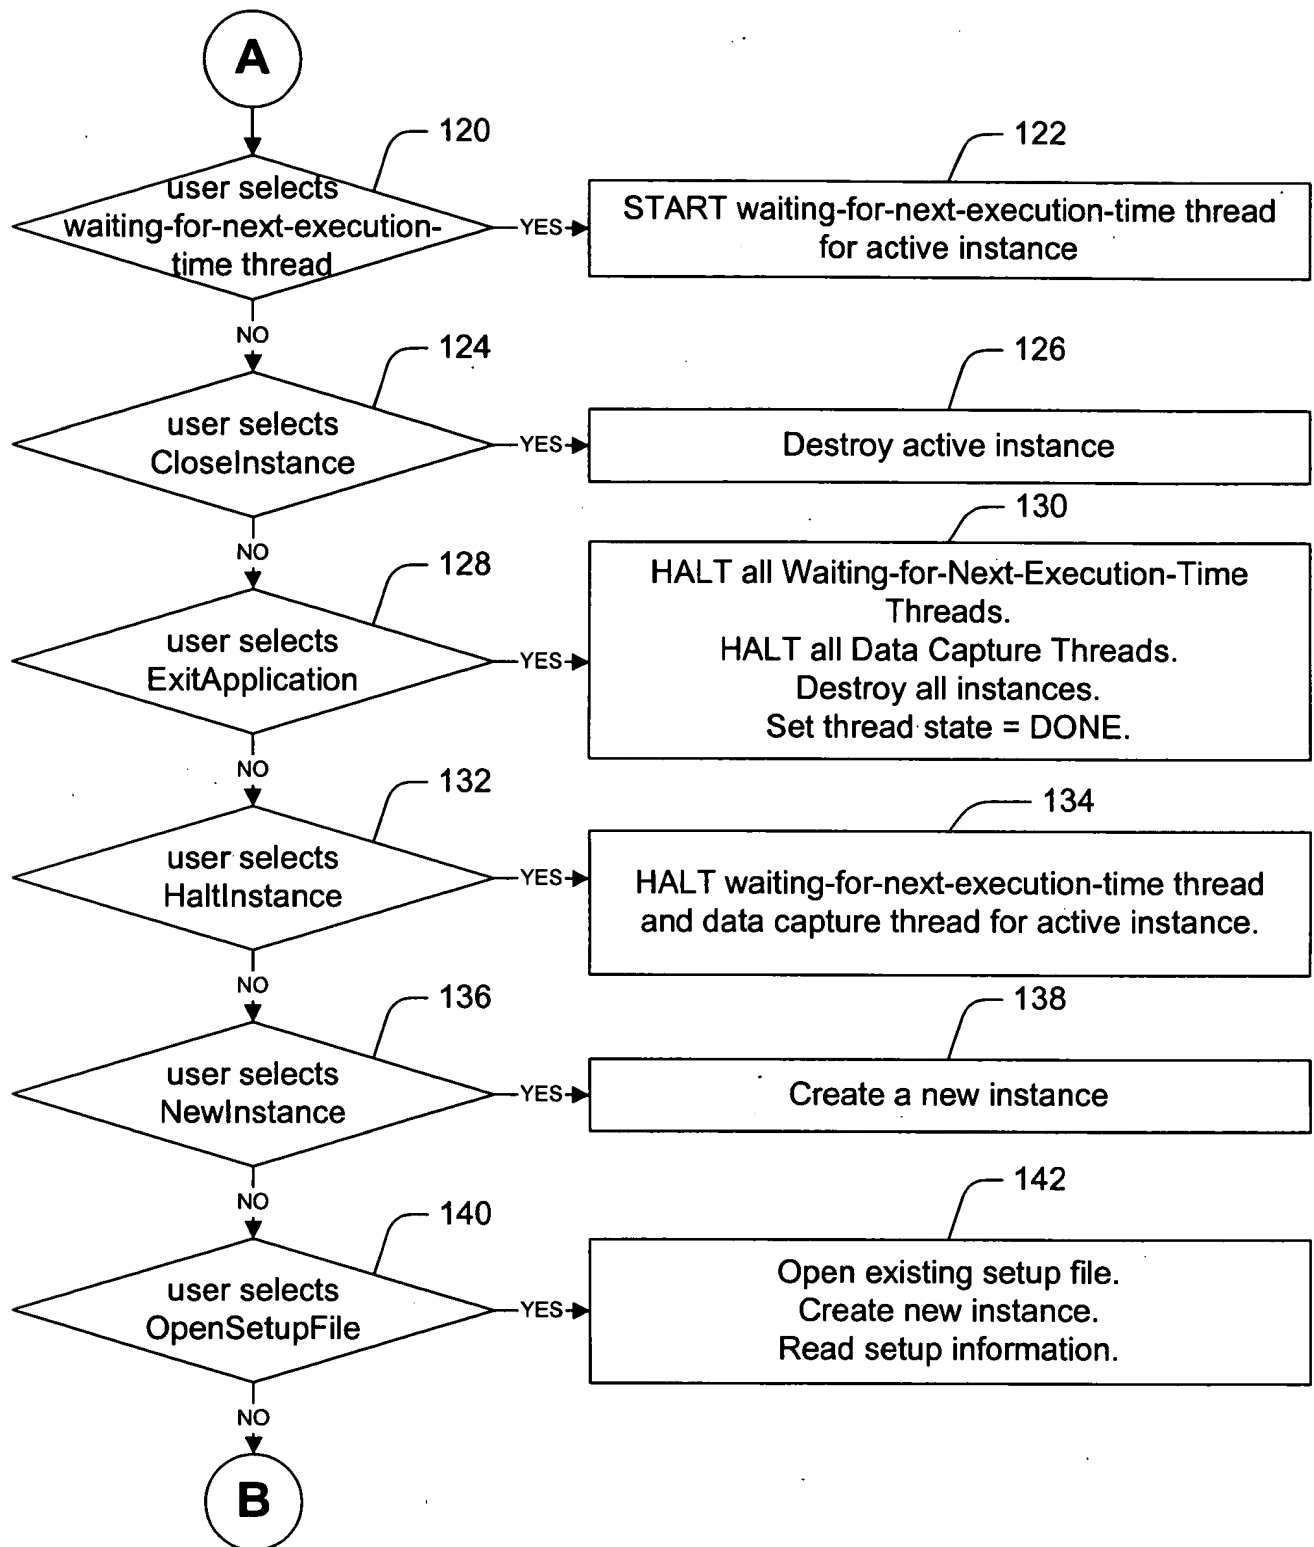 A
120
user selects
waiting-for-next-execution-
time thread
YES
122
START waiting-for-next-execution-time thread
for active instance
NO
124
user selects
CloseInstance
YES
126
Destroy active instance
NO
128
user selects
ExitApplication
YES
130
HALT all Waiting-for-Next-Execution-Time
Threads.
HALT all Data Capture Threads.
Destroy all instances.
Set thread state = DONE.
NO
132
user selects
HaltInstance
YES
134
HALT waiting-for-next-execution-time thread
and data capture thread for active instance.
NO
136
user selects
NewInstance
YES
138
Create a new instance
NO
140
user selects
OpenSetupFile
YES
142
Open existing setup file.
Create new instance.
Read setup information.
NO
B